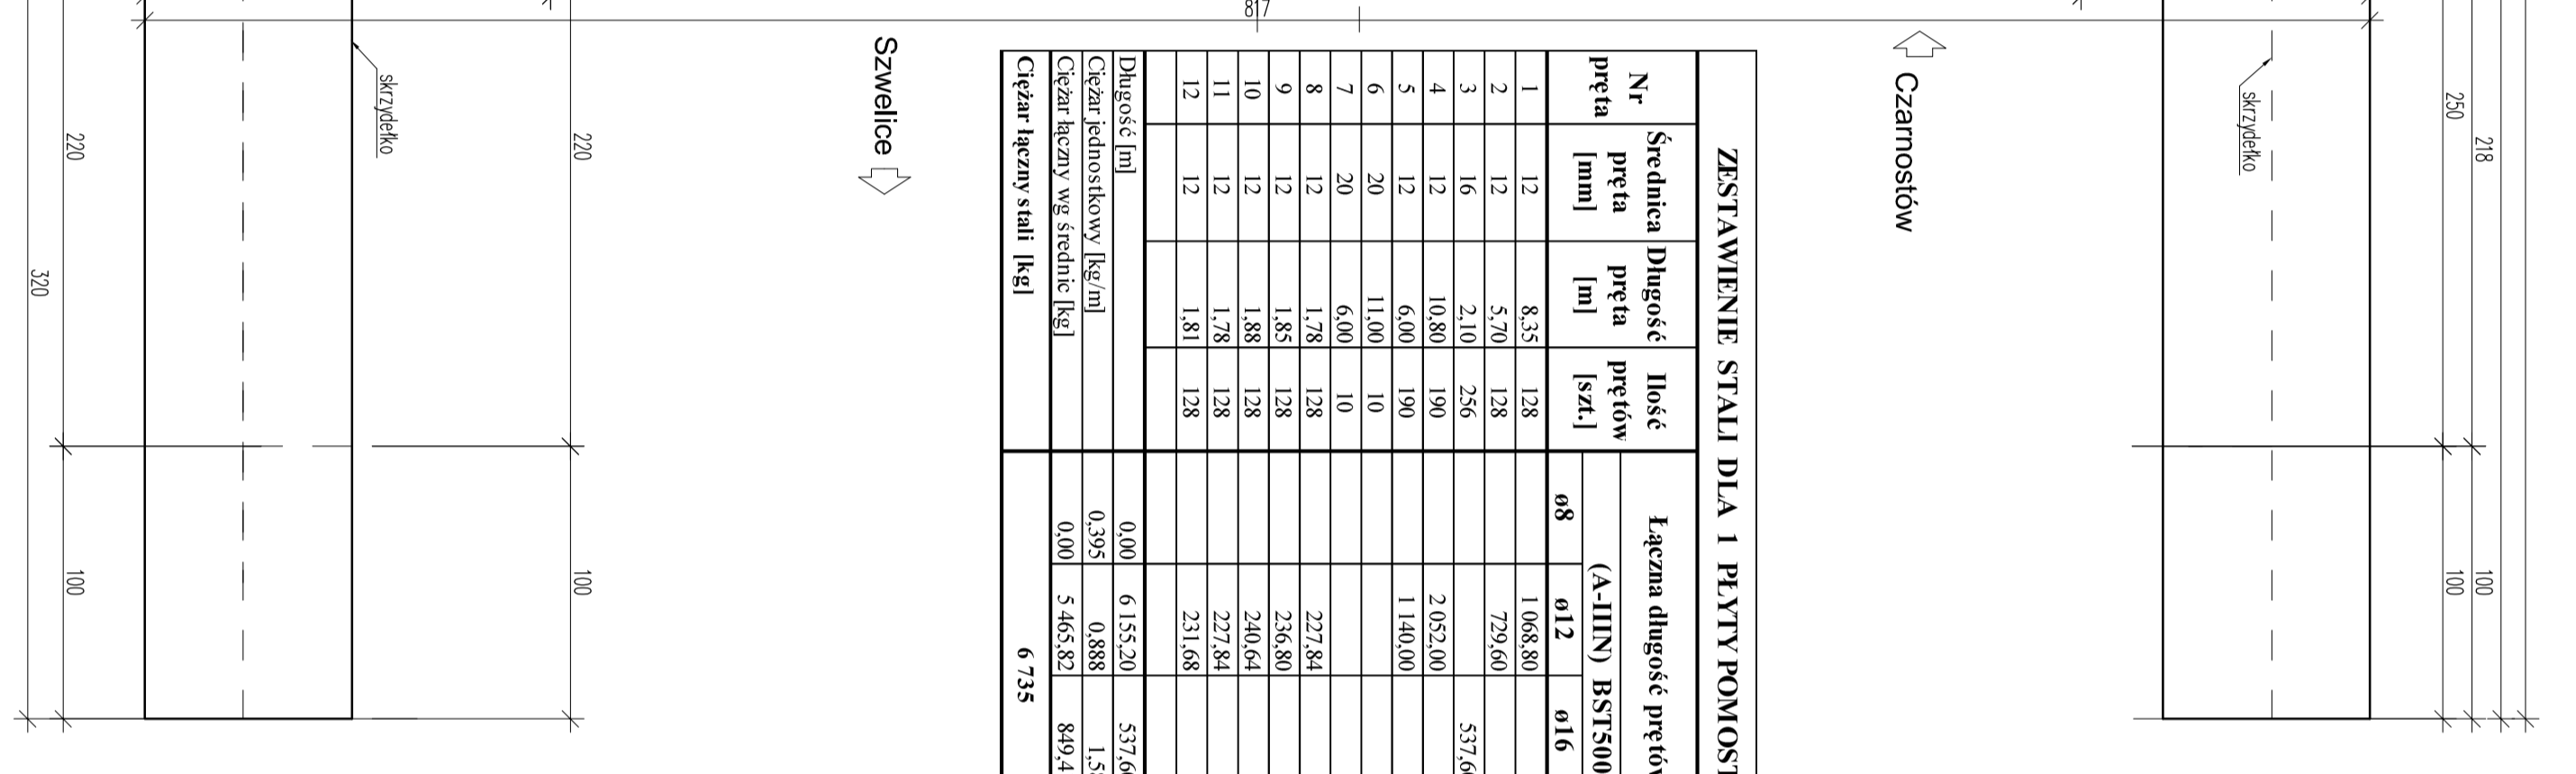 ZESTAWIENIE STALI DLA 1 PŁYTY POMOST
Nr pręta Średnica pręta [mm] Długość pręta [m] Ilość prętów [szt.] Łączna długość prętów
(A-IIIN) BST500
ø8 ø12 ø16
1 12 8,35 128 1 068,80
2 12 5,70 128 729,60
3 16 2,10 256 537,60
4 12 10,80 190 2 052,00
5 12 6,00 190 1 140,00
6 20 11,00 10
7 20 6,00 10
8 12 1,78 128 227,84
9 12 1,85 128 236,80
10 12 1,88 128 240,64
11 12 1,78 128 227,84
12 12 1,81 128 231,68
Długość [m] 0,00 6 155,20 537,60
Ciężar jednostkowy [kg/m] 0,395 0,888 1,5
Ciężar łączny wg średnic [kg] 0,00 5 465,82 849,4
Ciężar łączny stali [kg] 6 735
Czarnostów
Szwelice
skrzydełko
skrzydełko
817
250
218
100
100
220
100
220
100
320